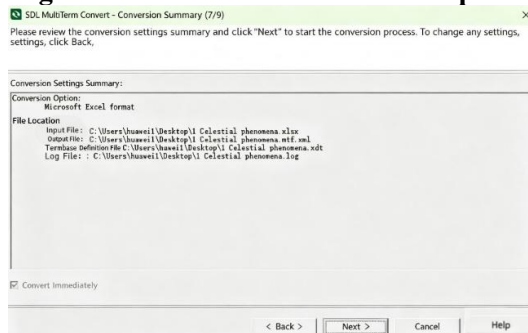 SDL MultiTerm Convert - Conversion Summary (7/9)
Please review the conversion settings summary and click "Next" to start the conversion process. To change any settings,
settings, click Back,
Conversion Settings Summary:
Conversion Option:
Microsoft Excel format
File Location
Input File: C:\Users\huawei1\Desktop\1 Celestial phenomena.xlsx
Output File: C:\Users\huawei1\Desktop\1 Celestial phenomena.mtf.xml
Termbase Definition File C:\Users\huawei1\Desktop\1 Celestial phenomena.xdt
Log File: : C:\Users\huawei1\Desktop\1 Celestial phenomena.log
Convert Immediately
< Back >
Next >
Cancel
Help